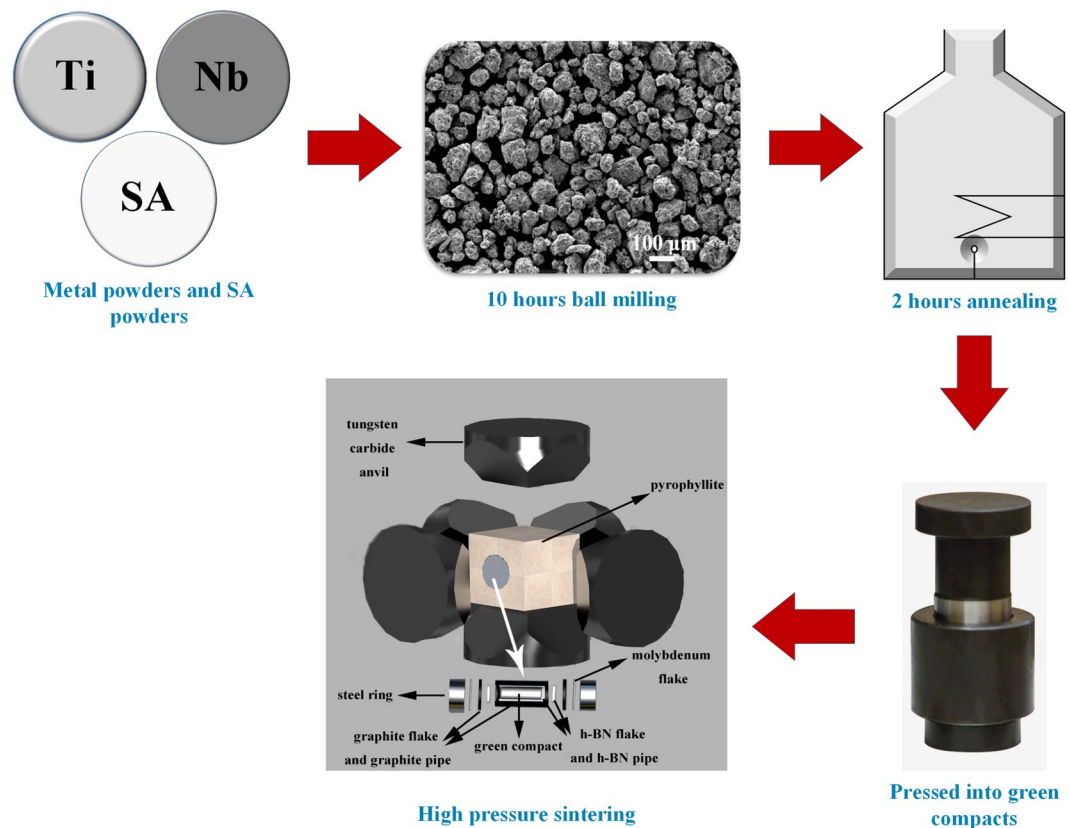 Ti
Nb
SA
Metal powders and SA
powders
100 μm
10 hours ball milling
2 hours annealing
tungsten
carbide
anvil
pyrophyllite
molybdenum
flake
steel ring
graphite flake
and graphite pipe
green compact
h-BN flake
and h-BN pipe
High pressure sintering
Pressed into green
compacts